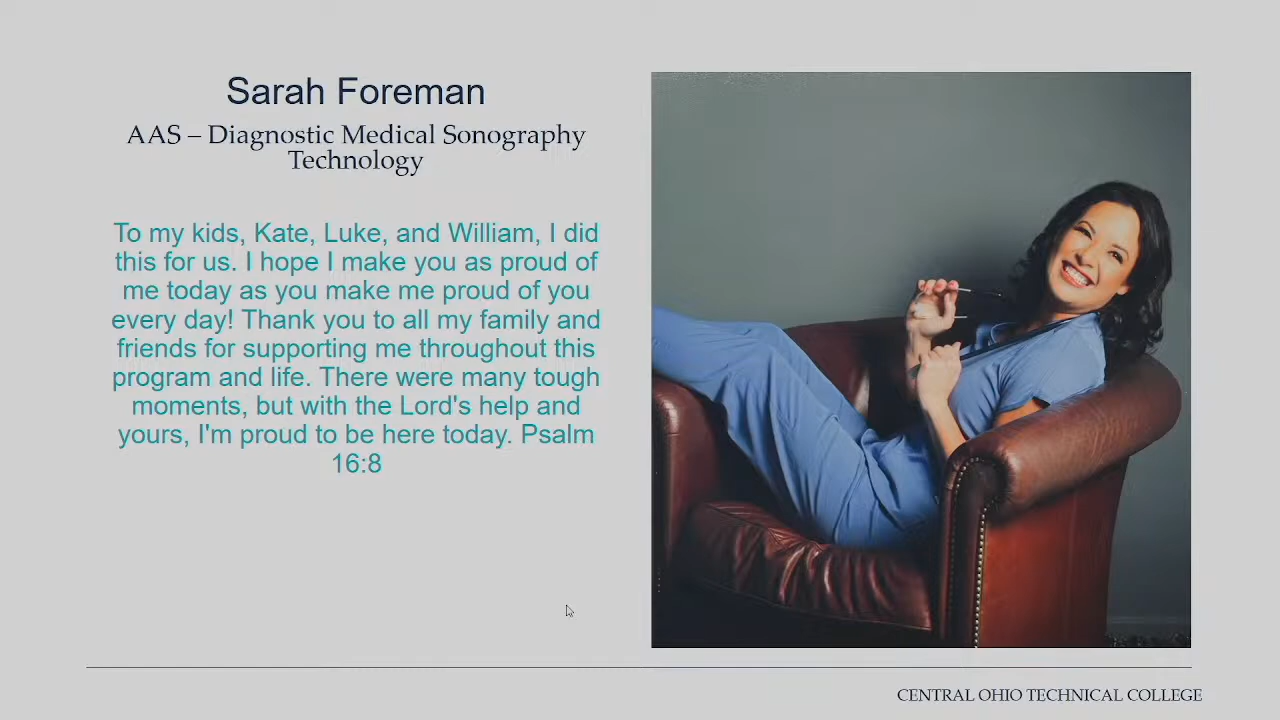 Sarah Foreman
AAS – Diagnostic Medical Sonography
Technology
To my kids, Kate, Luke, and William, I did
this for us. I hope I make you as proud of
me today as you make me proud of you
every day! Thank you to all my family and
friends for supporting me throughout this
program and life. There were many tough
moments, but with the Lord's help and
yours, I'm proud to be here today. Psalm
16:8
CENTRAL OHIO TECHNICAL COLLEGE